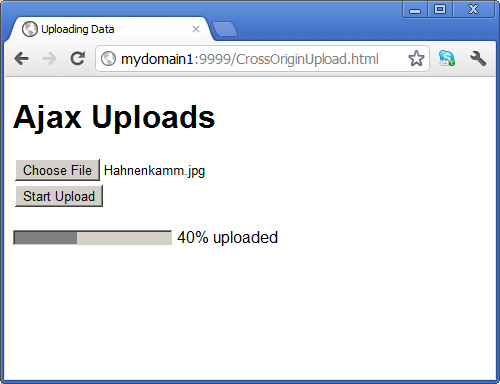 Uploading Data
mydomain1:9999/CrossOriginUpload.html
Ajax Uploads
Choose File Hahnenkamm.jpg
Start Upload
40% uploaded